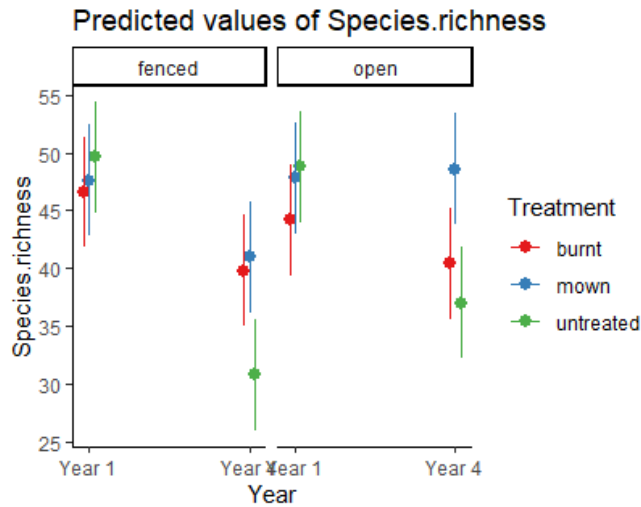 Predicted values of Species.richness
fenced
open
Species.richness
55
50
45
40
35
30
25
Year 1
Year 4
Year 1
Year 4
Year
Treatment
burnt
mown
untreated